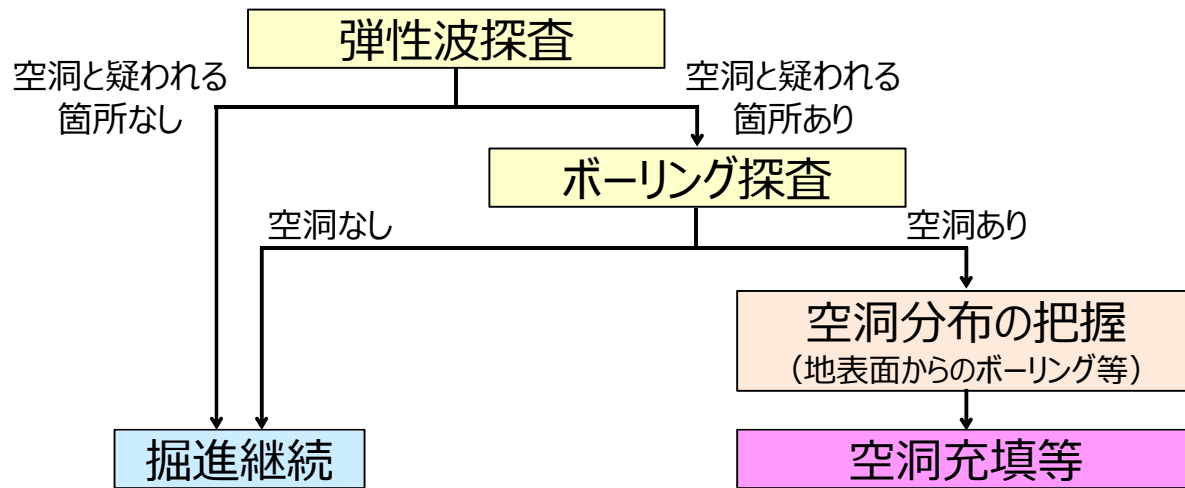 弾性波探査
空洞と疑われる
箇所なし
空洞と疑われる
箇所あり
ボーリング探査
空洞なし
空洞あり
空洞分布の把握
（地表面からのボーリング等）
掘進継続
空洞充填等